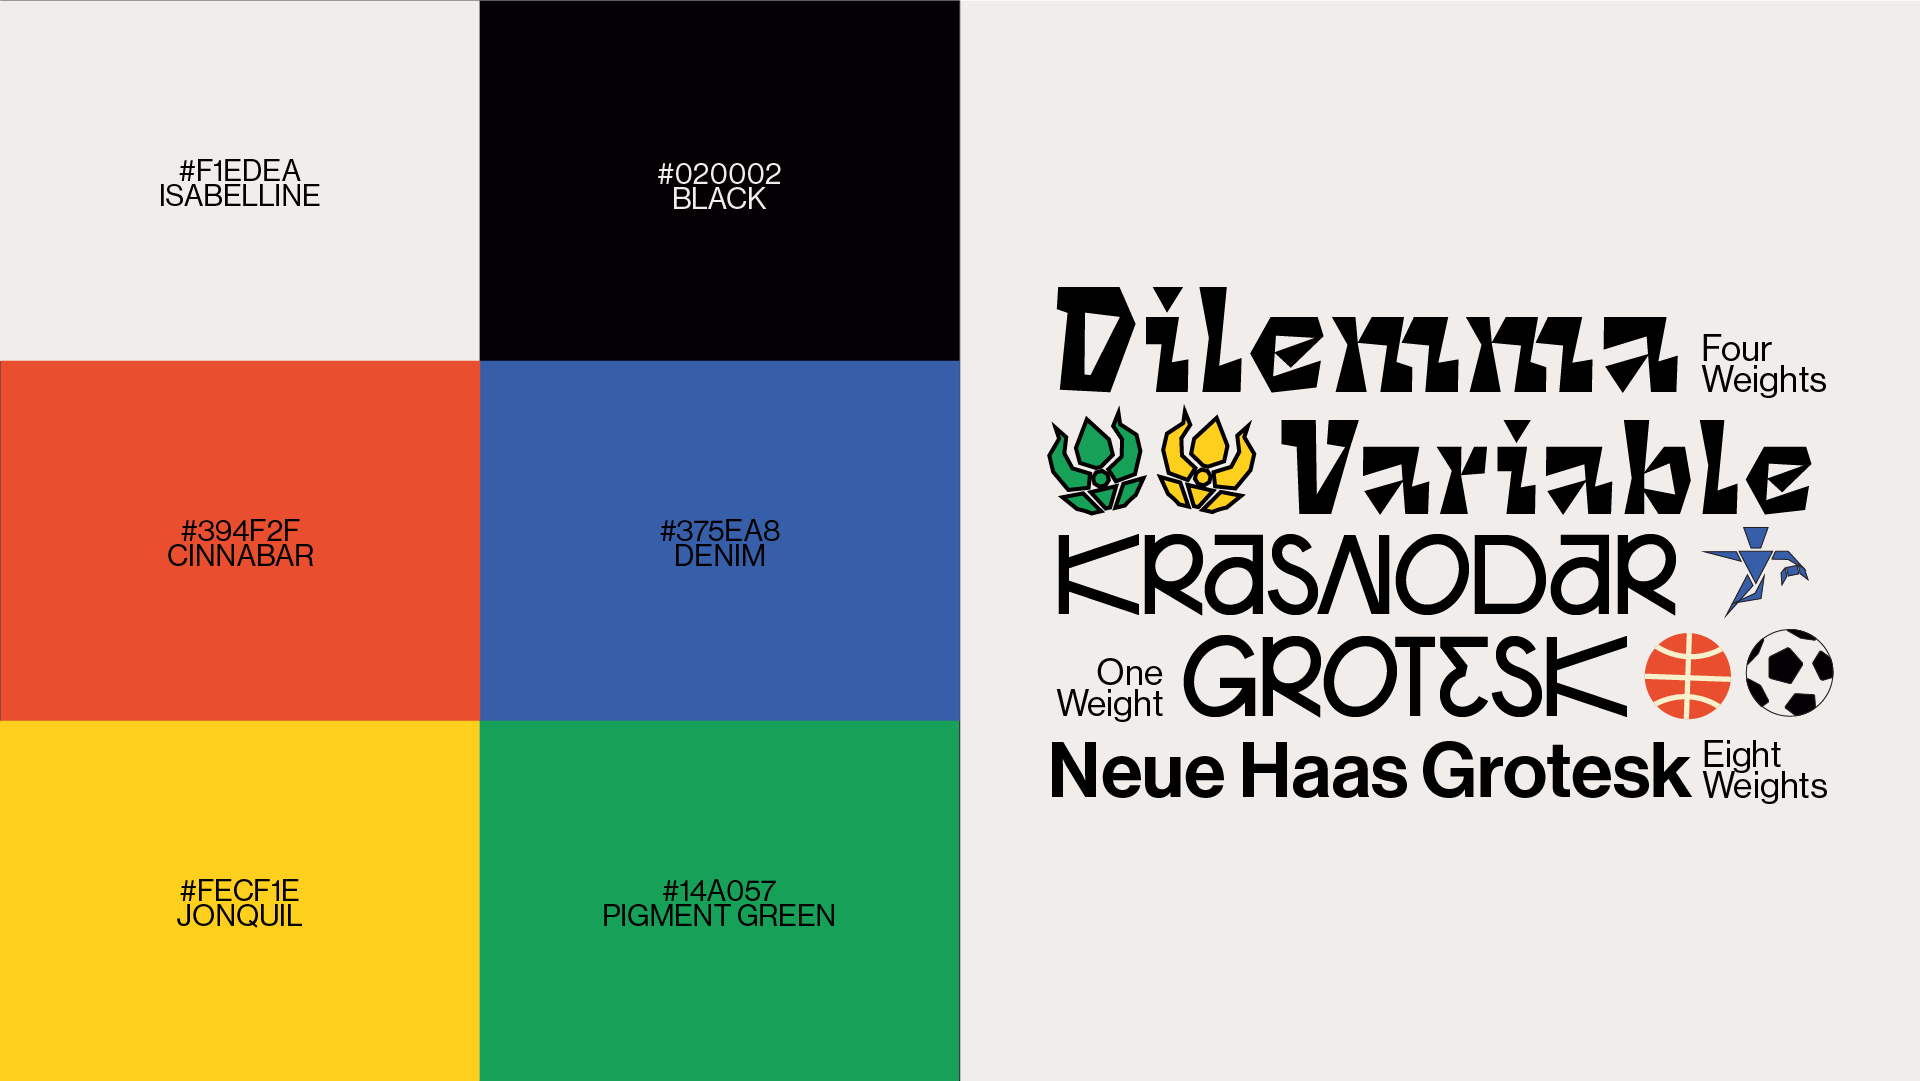 #F1EDEA
ISABELLINE
#020002
BLACK
#394F2F
CINNABAR
#375EA8
DENIM
#FECF1E
JONQUIL
#14A057
PIGMENT GREEN
Dilemma
Four
Weights
Variable
KRaSNODaR
One
Weight
GROTESK
Neue Haas Grotesk
Eight
Weights